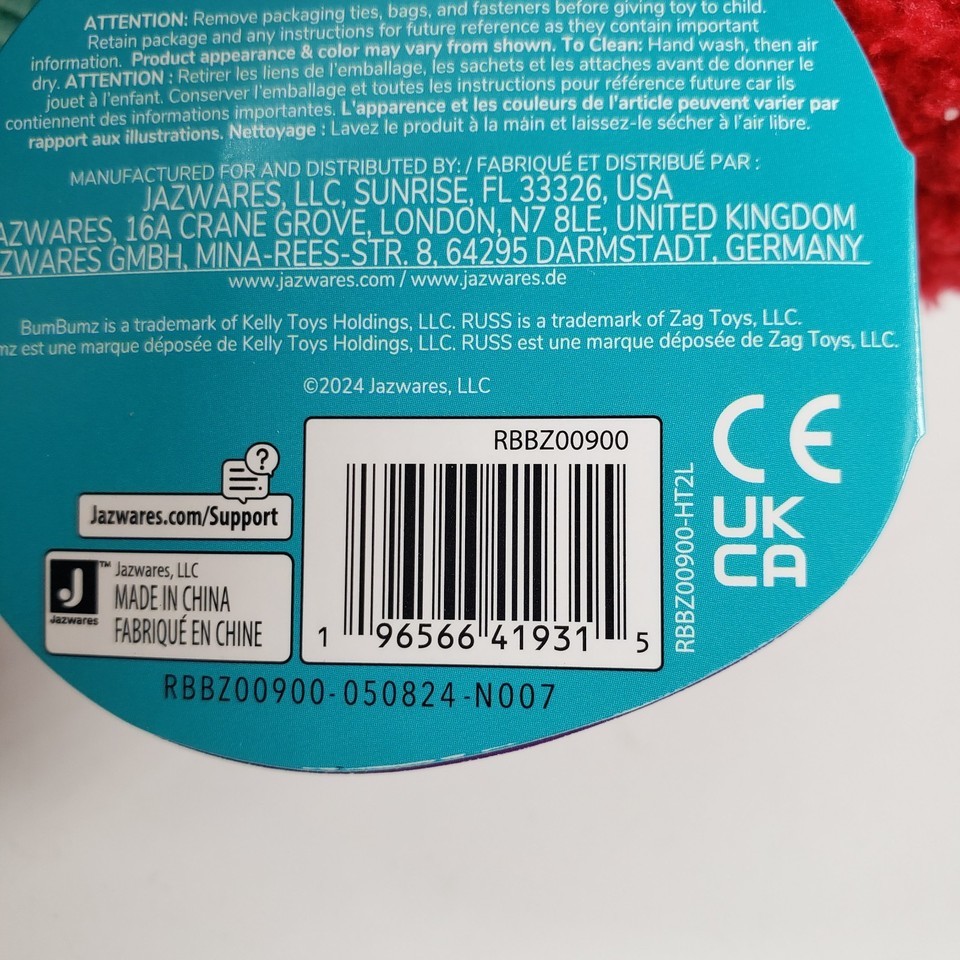 ATTENTION: Remove packaging ties, bags, and fasteners before giving toy to child.
Retain package and any instructions for future reference as they contain important
information. Product appearance & color may vary from shown. To Clean: Hand wash, then air
dry. ATTENTION : Retirer les liens de l'emballage, les sachets et les attaches avant de donner le
jouet à l'enfant. Conserver l'emballage et toutes les instructions pour référence future car ils
contiennent des informations importantes. L'apparence et les couleurs de l'article peuvent varier par
rapport aux illustrations. Nettoyage : Lavez le produit à la main et laissez-le sécher à l'air libre.
MANUFACTURED FOR AND DISTRIBUTED BY: / FABRIQUÉ ET DISTRIBUÉ PAR :
JAZWARES, LLC, SUNRISE, FL 33326, USA
AZWARES, 16A CRANE GROVE, LONDON, N7 8LE, UNITED KINGDOM
ZWARES GMBH, MINA-REES-STR. 8, 64295 DARMSTADT, GERMANY
www.jazwares.com / www.jazwares.de
BumBumz is a trademark of Kelly Toys Holdings, LLC. RUSS is a trademark of Zag Toys, LLC.
mz est une marque déposée de Kelly Toys Holdings, LLC. RUSS est une marque déposée de Zag Toys, LLC.
©2024 Jazwares, LLC
RBBZ00900
CE
UK
CA
RBBZ00900-HT2L
?
Jazwares.com/Support
J™
Jazwares
Jazwares, LLC
MADE IN CHINA
FABRIQUÉ EN CHINE
1 96566 41931 5
RBBZ00900-050824-N007